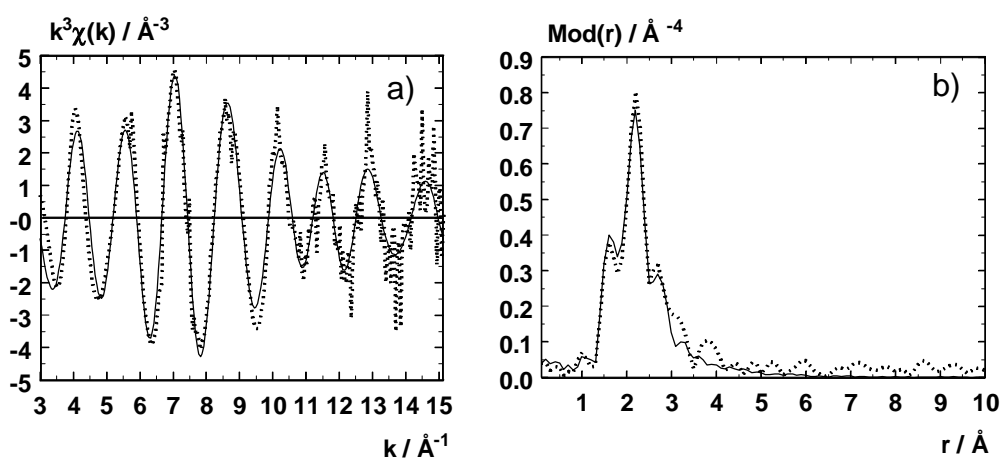 k³χ(k) / Å⁻³
a)
5
4
3
2
1
-0
-0
-1
-2
-3
-4
-5
3 4 5 6 7 8 9 10 11 12 13 14 15
k / Å⁻¹
Mod(r) / Å ⁻⁴
b)
0.9
0.8
0.7
0.6
0.5
0.4
0.3
0.2
0.1
0.0
1 2 3 4 5 6 7 8 9 10
r / Å